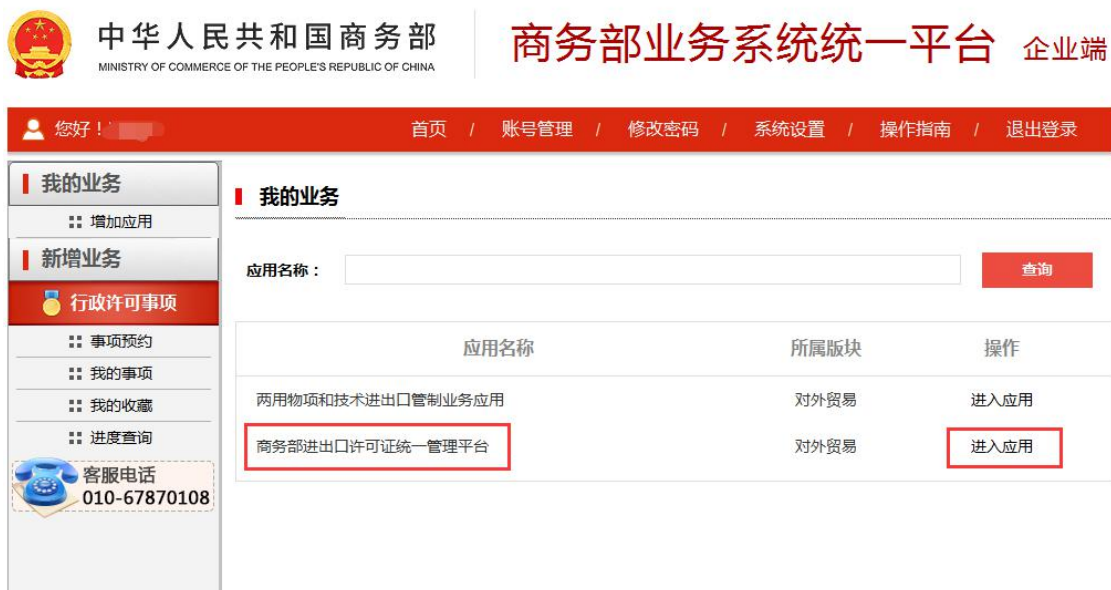 中华人民共和国商务部
MINISTRY OF COMMERCE OF THE PEOPLE'S REPUBLIC OF CHINA
商务部业务系统统一平台 企业端
您好！
首页 / 账号管理 / 修改密码 / 系统设置 / 操作指南 / 退出登录
我的业务
增加应用
新增业务
行政许可事项
事项预约
我的事项
我的收藏
进度查询
客服电话
010-67870108
我的业务
应用名称： 查询
应用名称 所属版块 操作
两用物项和技术进出口管制业务应用 对外贸易 进入应用
商务部进出口许可证统一管理平台 对外贸易 进入应用